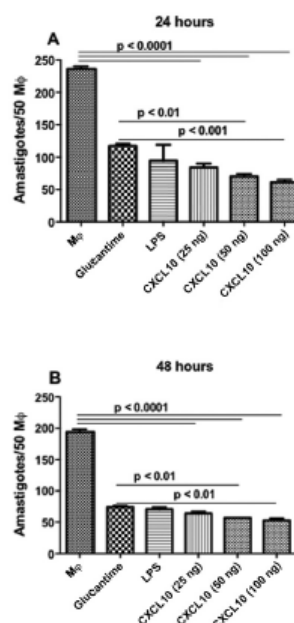 24 hours
A
p < 0.0001
p < 0.01
p < 0.001
Amastigotes/50 Mϕ
250
200
150
100
50
0
Mφ
Glucantime
LPS
CXCL10 (25 ng)
CXCL10 (50 ng)
CXCL10 (100 ng)
48 hours
B
p < 0.0001
p < 0.01
p < 0.01
Amastigotes/50 Mϕ
250
200
150
100
50
0
Mφ
Glucantime
LPS
CXCL10 (25 ng)
CXCL10 (50 ng)
CXCL10 (100 ng)